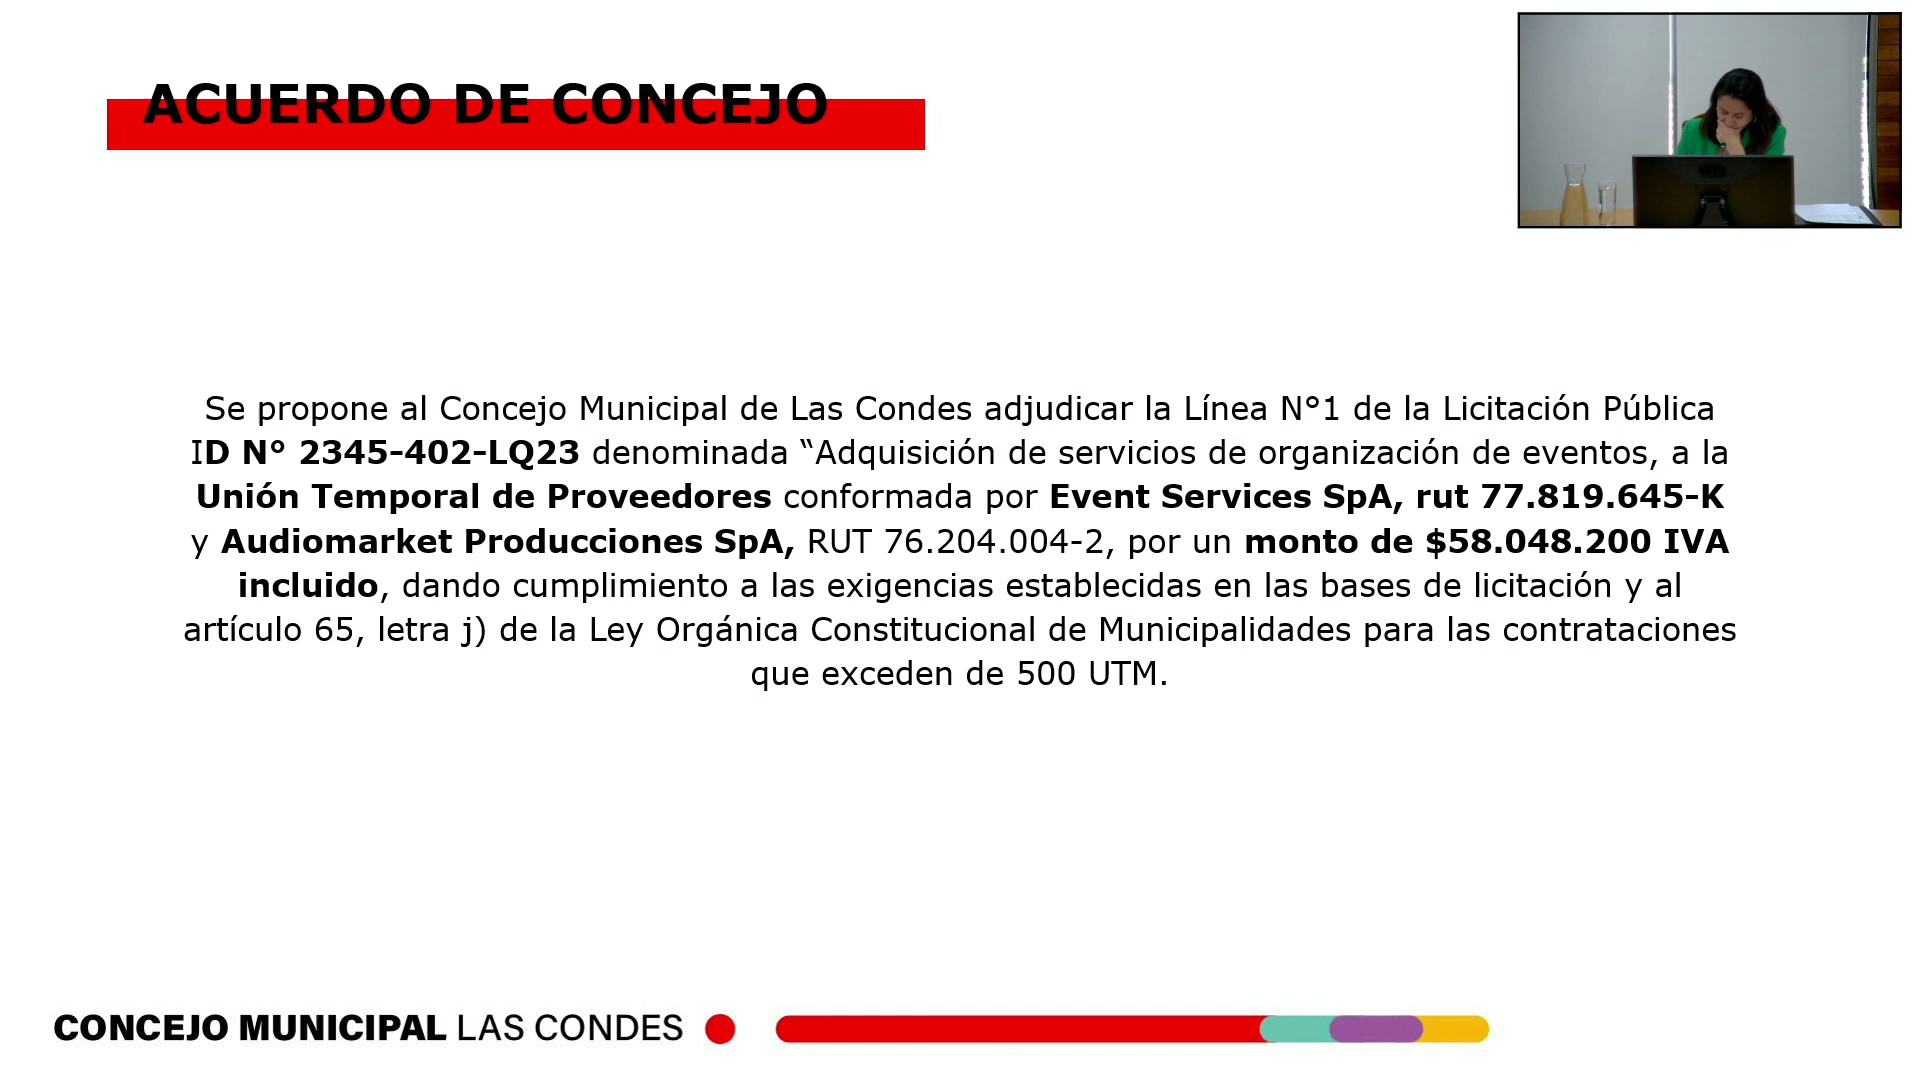 ACUERDO DE CONCEJO
Se propone al Concejo Municipal de Las Condes adjudicar la Línea N°1 de la Licitación Pública
ID N° 2345-402-LQ23 denominada “Adquisición de servicios de organización de eventos, a la
Unión Temporal de Proveedores conformada por Event Services SpA, rut 77.819.645-K
y Audiomarket Producciones SpA, RUT 76.204.004-2, por un monto de $58.048.200 IVA
incluido, dando cumplimiento a las exigencias establecidas en las bases de licitación y al
artículo 65, letra j) de la Ley Orgánica Constitucional de Municipalidades para las contrataciones
que exceden de 500 UTM.
CONCEJO MUNICIPAL LAS CONDES